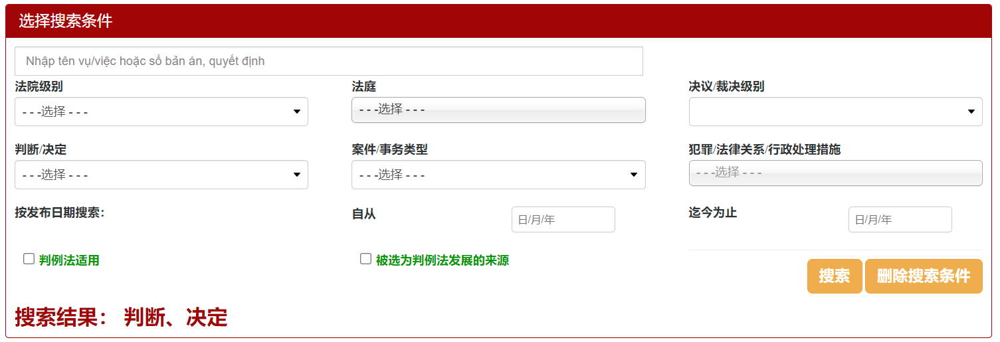 选择搜索条件
Nhập tên vụ/việc hoặc số bản án, quyết định
法院级别
法庭
决议/裁决级别
- - -选择 - - -
- - -选择 - - -
判断/决定
案件/事务类型
犯罪/法律关系/行政处理措施
- - -选择 - - -
- - -选择 - - -
- - -选择 - - -
按发布日期搜索：
自从
日/月/年
迄今为止
日/月/年
判例法适用
被选为判例法发展的来源
搜索
删除搜索条件
搜索结果： 判断、决定